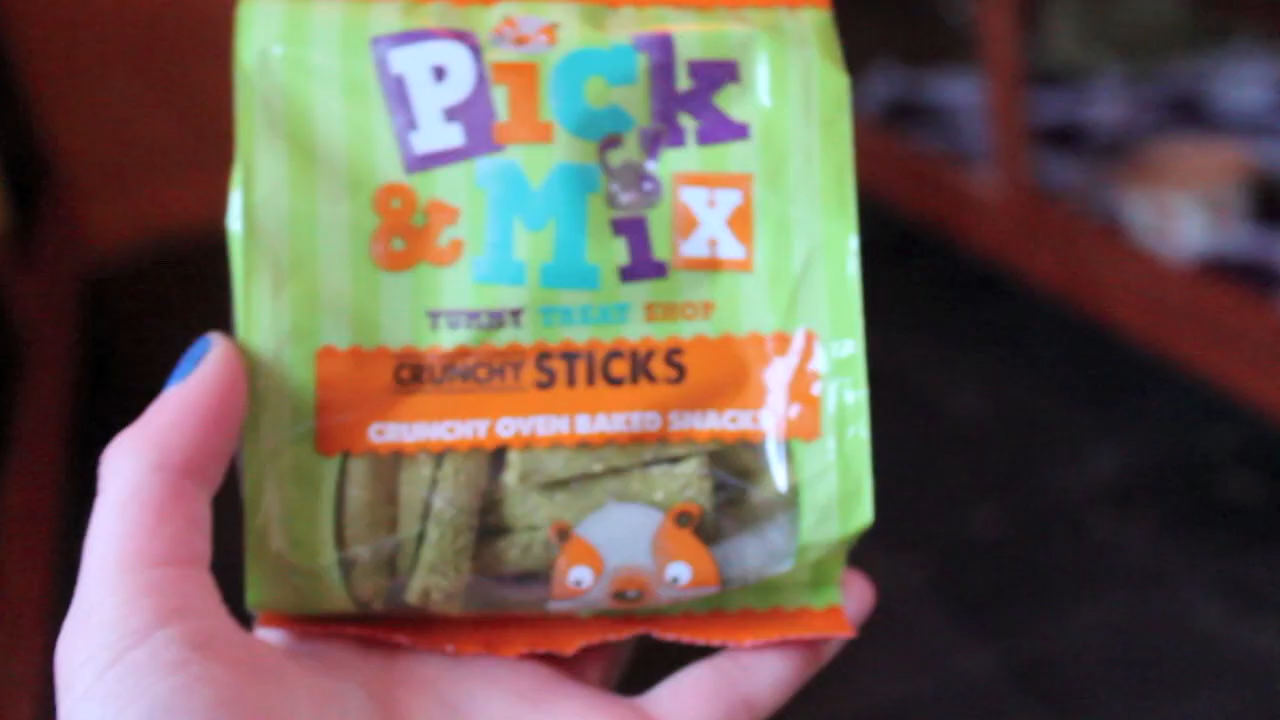 Pick
& Mix
YUMMY TREAT SHOP
CRUNCHY STICKS
CRUNCHY OVEN BAKED SNACKS